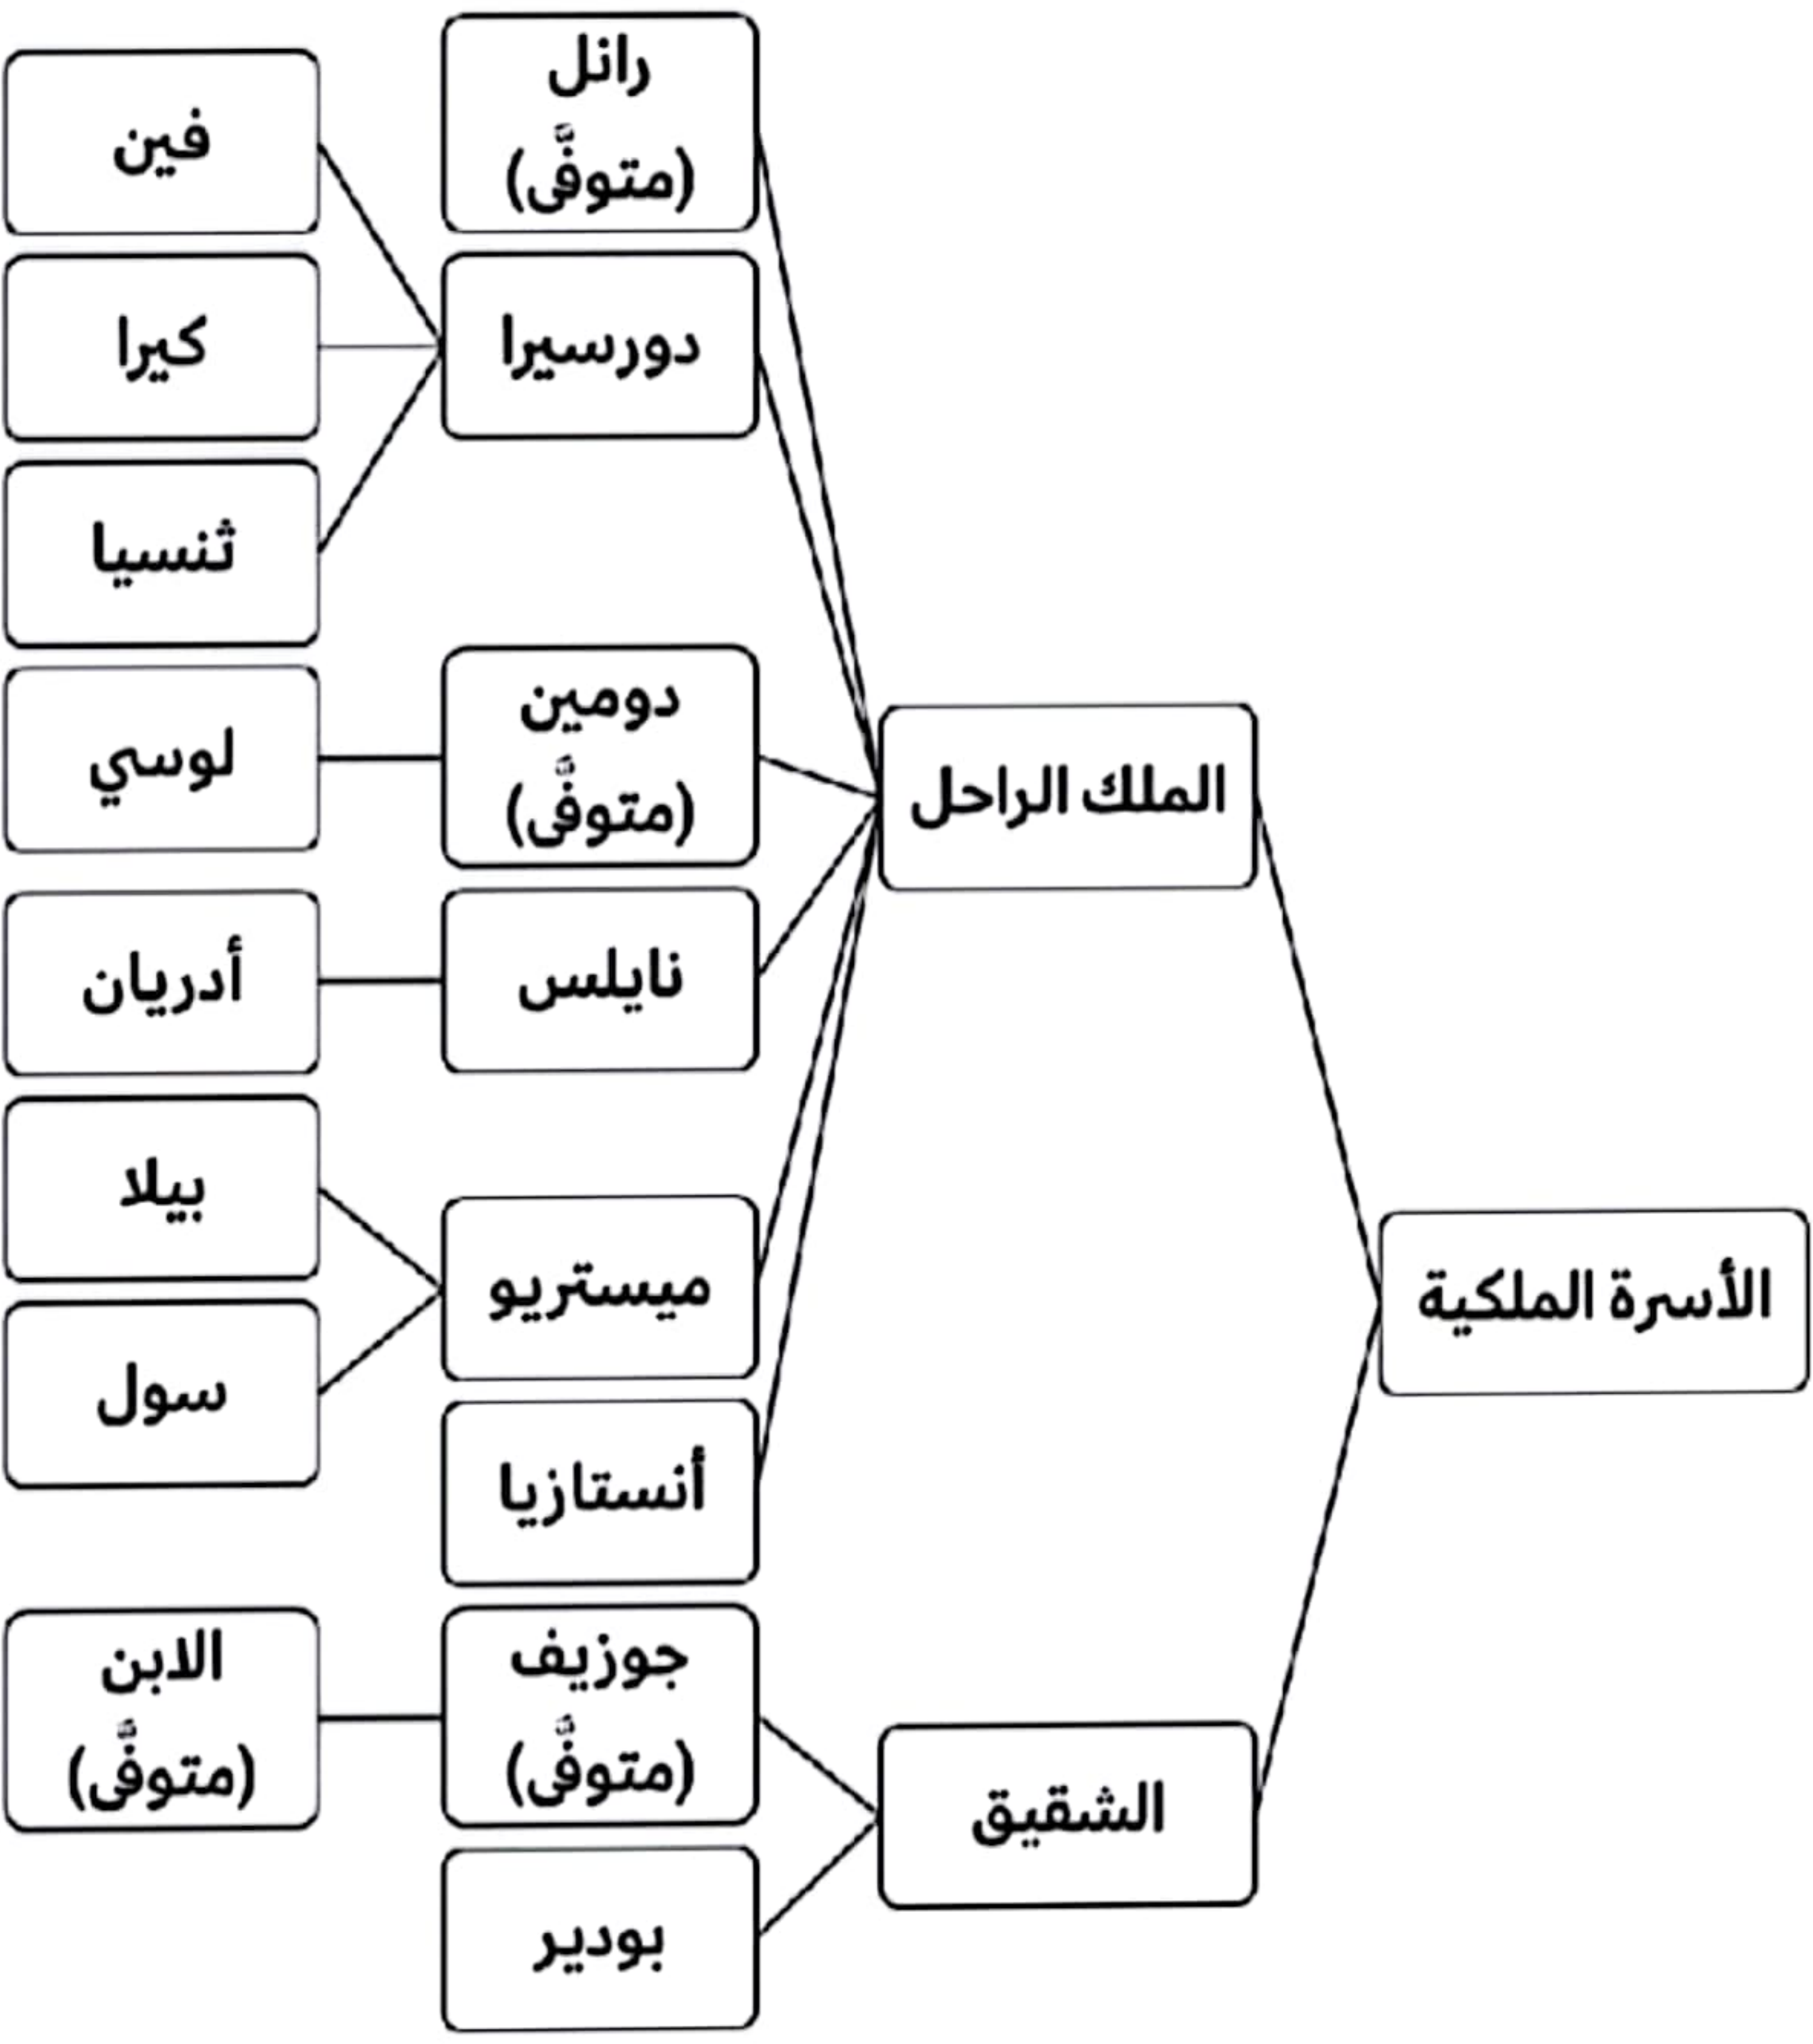 الأسرة الملكية
الملك الراحل
رانل
(متوفَّى)
دورسيرا
فين
كيرا
ثنسيا
دومين
(متوفَّى)
لوسي
نايلس
أدريان
ميستريو
بيلا
سول
أنستازيا
الشقيق
جوزيف
(متوفَّى)
الابن
(متوفَّى)
بودير